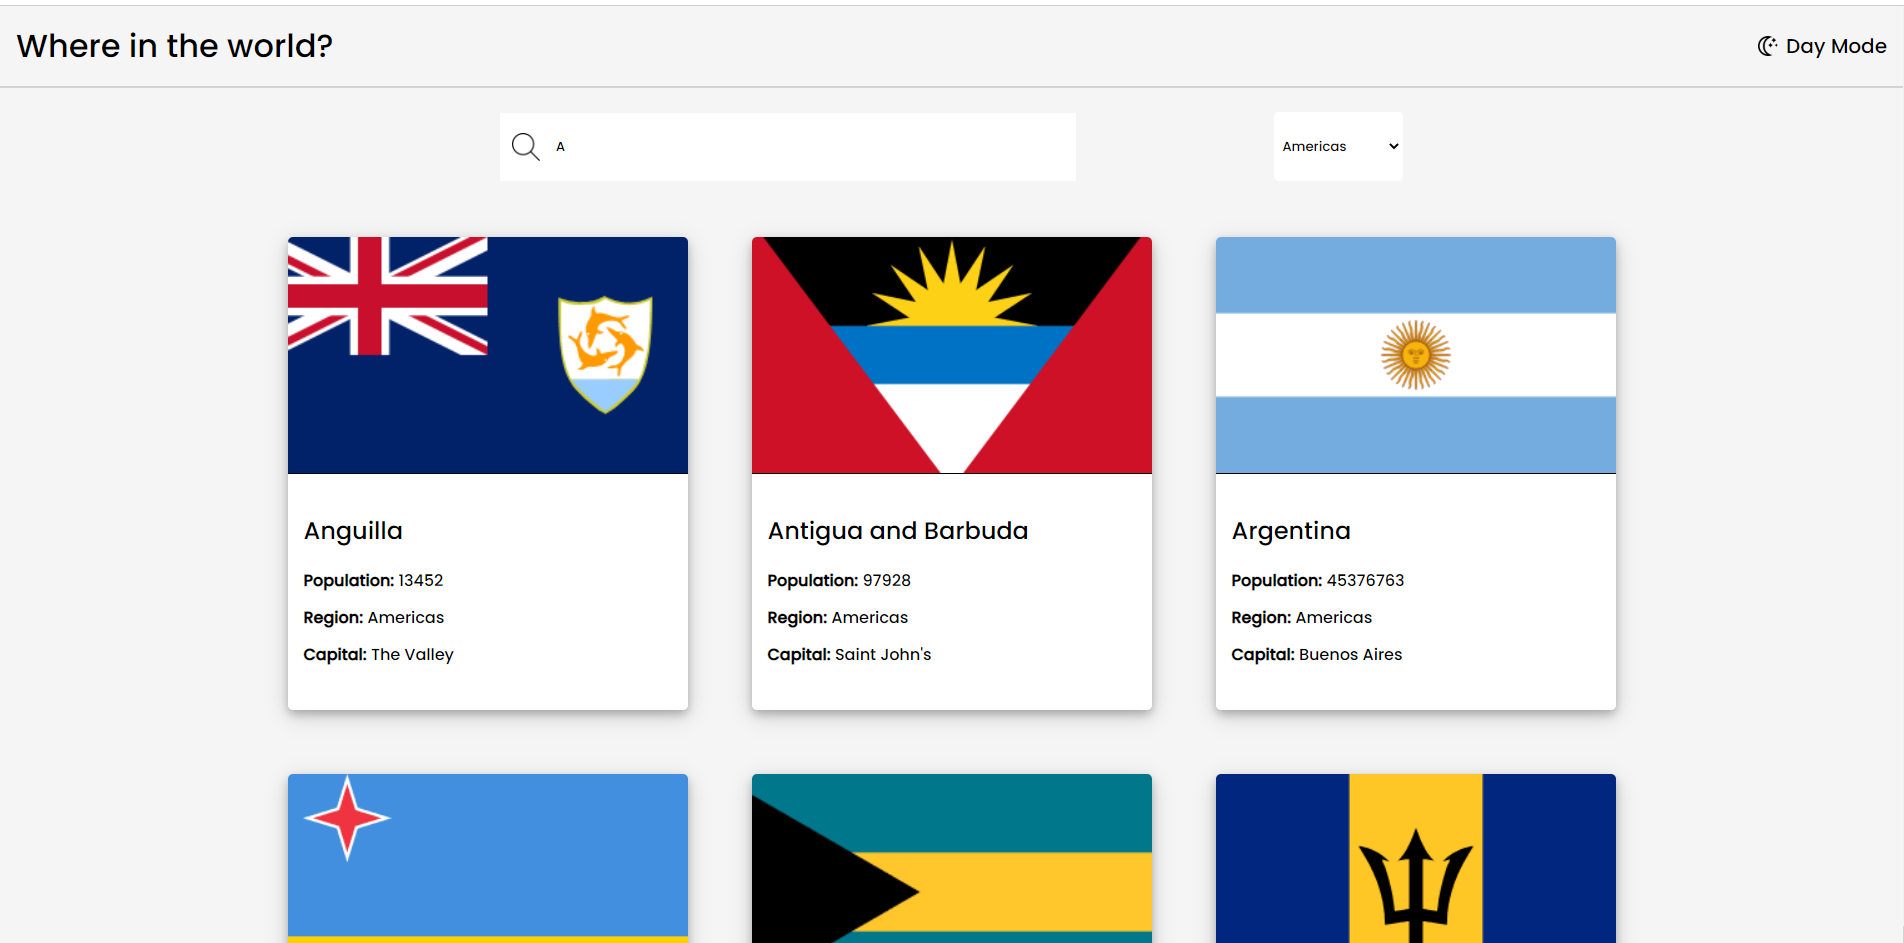 Where in the world?
Day Mode
A
Americas
Anguilla
Population: 13452
Region: Americas
Capital: The Valley
Antigua and Barbuda
Population: 97928
Region: Americas
Capital: Saint John's
Argentina
Population: 45376763
Region: Americas
Capital: Buenos Aires